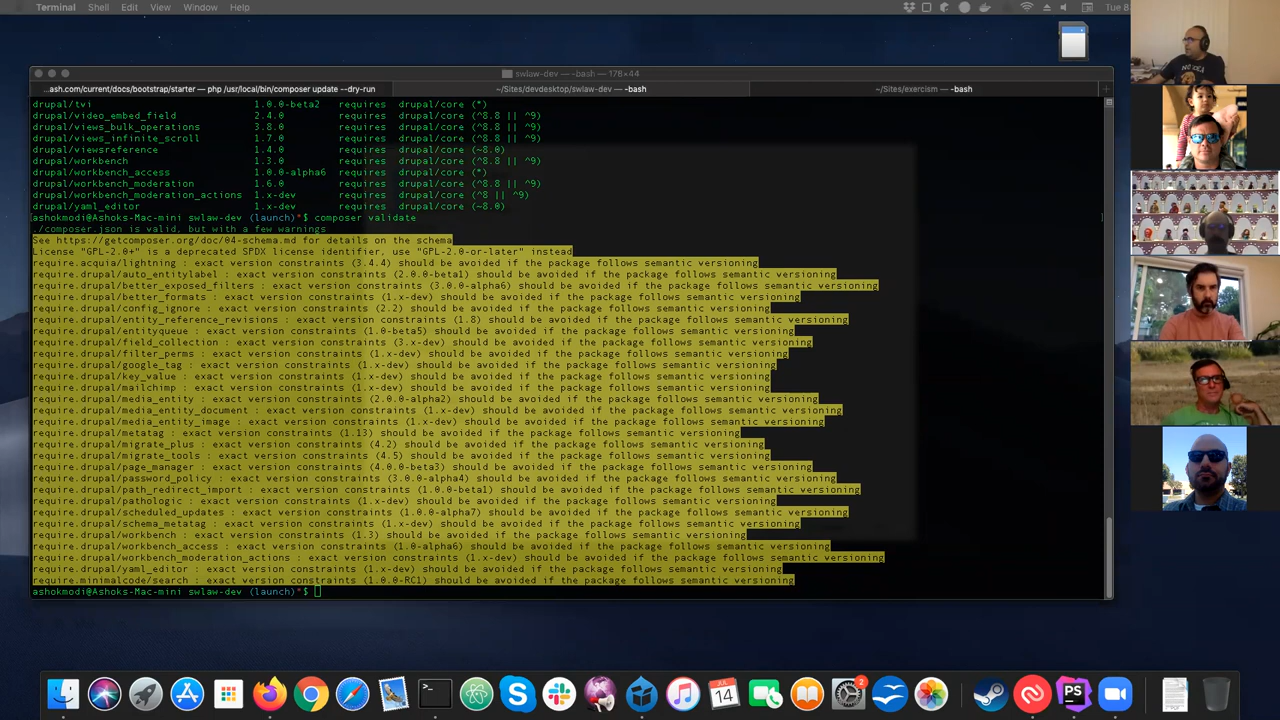 Terminal Shell Edit View Window Help
Tue 8
swlaw-dev — -bash — 178×44
...ash.com/current/docs/bootstrap/starter — php /usr/local/bin/composer update --dry-run
~/Sites/devdesktop/swlaw-dev — -bash
~/Sites/exercism — -bash
drupal/tvi 1.0.0-beta2 requires drupal/core (*)
drupal/video_embed_field 2.4.0 requires drupal/core (^8.8 || ^9)
drupal/views_bulk_operations 3.8.0 requires drupal/core (^8.8 || ^9)
drupal/views_infinite_scroll 1.7.0 requires drupal/core (^8.8 || ^9)
drupal/viewsreference 1.4.0 requires drupal/core (~8.0)
drupal/workbench 1.3.0 requires drupal/core (^8.8 || ^9)
drupal/workbench_access 1.0.0-alpha6 requires drupal/core (*)
drupal/workbench_moderation 1.6.0 requires drupal/core (^8.8 || ^9)
drupal/workbench_moderation_actions 1.x-dev requires drupal/core (^8 || ^9)
drupal/yaml_editor 1.x-dev requires drupal/core (~8.0)
ashokmodi@Ashoks-Mac-mini swlaw-dev (launch)*$ composer validate
./composer.json is valid, but with a few warnings
See https://getcomposer.org/doc/04-schema.md for details on the schema
License "GPL-2.0+" is a deprecated SPDX license identifier, use "GPL-2.0-or-later" instead
require.acquia/lightning : exact version constraints (3.4.4) should be avoided if the package follows semantic versioning
require.drupal/auto_entitylabel : exact version constraints (2.0.0-beta1) should be avoided if the package follows semantic versioning
require.drupal/better_exposed_filters : exact version constraints (3.0.0-alpha6) should be avoided if the package follows semantic versioning
require.drupal/better_formats : exact version constraints (1.x-dev) should be avoided if the package follows semantic versioning
require.drupal/config_ignore : exact version constraints (2.2) should be avoided if the package follows semantic versioning
require.drupal/entity_reference_revisions : exact version constraints (1.8) should be avoided if the package follows semantic versioning
require.drupal/entityqueue : exact version constraints (1.0-beta5) should be avoided if the package follows semantic versioning
require.drupal/field_collection : exact version constraints (3.x-dev) should be avoided if the package follows semantic versioning
require.drupal/filter_perms : exact version constraints (1.x-dev) should be avoided if the package follows semantic versioning
require.drupal/google_tag : exact version constraints (1.x-dev) should be avoided if the package follows semantic versioning
require.drupal/key_value : exact version constraints (1.x-dev) should be avoided if the package follows semantic versioning
require.drupal/mailchimp : exact version constraints (1.x-dev) should be avoided if the package follows semantic versioning
require.drupal/media_entity : exact version constraints (2.0.0-alpha2) should be avoided if the package follows semantic versioning
require.drupal/media_entity_document : exact version constraints (1.x-dev) should be avoided if the package follows semantic versioning
require.drupal/media_entity_image : exact version constraints (1.x-dev) should be avoided if the package follows semantic versioning
require.drupal/metatag : exact version constraints (1.13) should be avoided if the package follows semantic versioning
require.drupal/migrate_plus : exact version constraints (4.2) should be avoided if the package follows semantic versioning
require.drupal/migrate_tools : exact version constraints (4.5) should be avoided if the package follows semantic versioning
require.drupal/page_manager : exact version constraints (4.0.0-beta3) should be avoided if the package follows semantic versioning
require.drupal/password_policy : exact version constraints (3.0.0-alpha4) should be avoided if the package follows semantic versioning
require.drupal/path_redirect_import : exact version constraints (1.0.0-beta1) should be avoided if the package follows semantic versioning
require.drupal/pathologic : exact version constraints (1.x-dev) should be avoided if the package follows semantic versioning
require.drupal/scheduled_updates : exact version constraints (1.0.0-alpha7) should be avoided if the package follows semantic versioning
require.drupal/schema_metatag : exact version constraints (1.x-dev) should be avoided if the package follows semantic versioning
require.drupal/workbench : exact version constraints (1.3) should be avoided if the package follows semantic versioning
require.drupal/workbench_access : exact version constraints (1.0-alpha6) should be avoided if the package follows semantic versioning
require.drupal/workbench_moderation_actions : exact version constraints (1.x-dev) should be avoided if the package follows semantic versioning
require.drupal/yaml_editor : exact version constraints (1.x-dev) should be avoided if the package follows semantic versioning
require.minimalcode/search : exact version constraints (1.0.0-RC1) should be avoided if the package follows semantic versioning
ashokmodi@Ashoks-Mac-mini swlaw-dev (launch)*$
JUL
14
2
PS